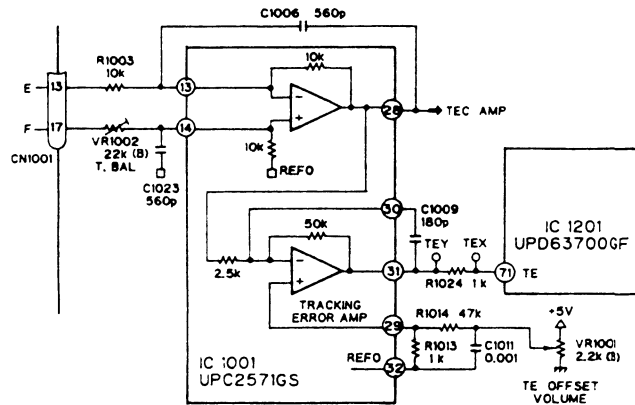 C1006 560p
R1003
10k
10k
E
13
13
28
TEC AMP
F
17
14
VR1002
22k (B)
T. BAL
CN1001
10k
REFO
C1023
560p
30
C1009
180p
50k
TEY
TEX
IC 1201
UPD63700GF
2.5k
31
71
TE
R1024
1k
TRACKING
ERROR AMP
29
R1014
47k
+5V
R1013
1k
C1011
0.001
VR1001
2.2k (B)
REFO
32
IC 1001
UPC2571GS
TE OFFSET
VOLUME